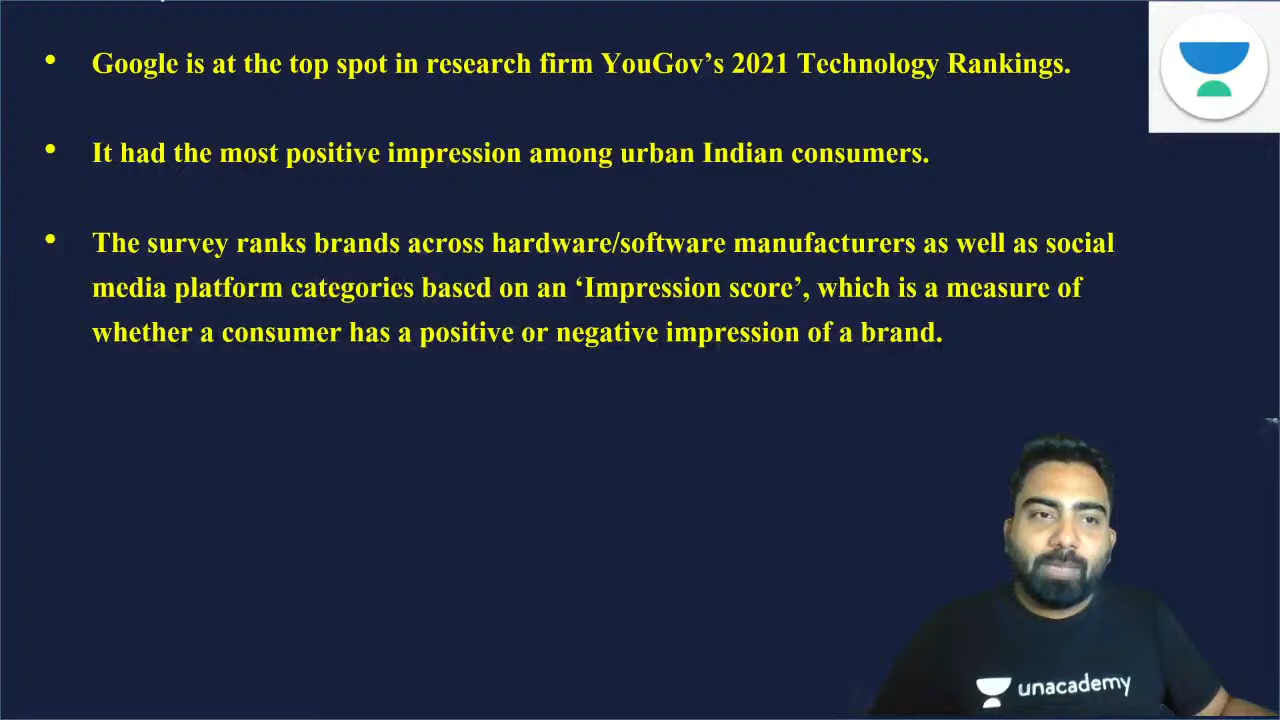 • Google is at the top spot in research firm YouGov’s 2021 Technology Rankings.
• It had the most positive impression among urban Indian consumers.
• The survey ranks brands across hardware/software manufacturers as well as social
media platform categories based on an ‘Impression score’, which is a measure of
whether a consumer has a positive or negative impression of a brand.
unacademy